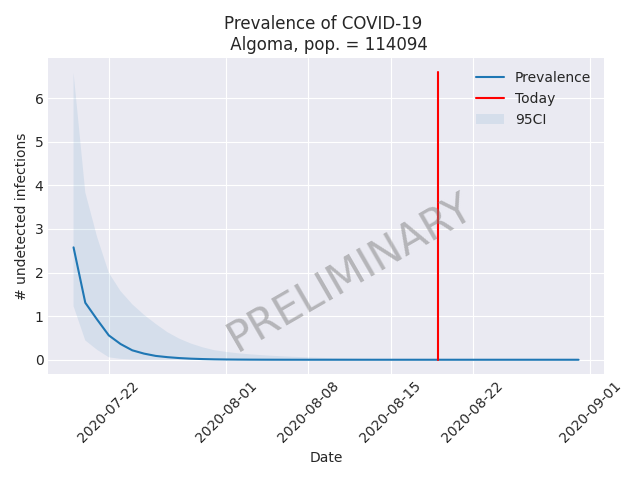 Prevalence of COVID-19
Algoma, pop. = 114094
# undetected infections
6
5
4
3
2
1
0
Prevalence
Today
95CI
PRELIMINARY
2020-07-22
2020-08-01
2020-08-08
2020-08-15
2020-08-22
2020-09-01
Date